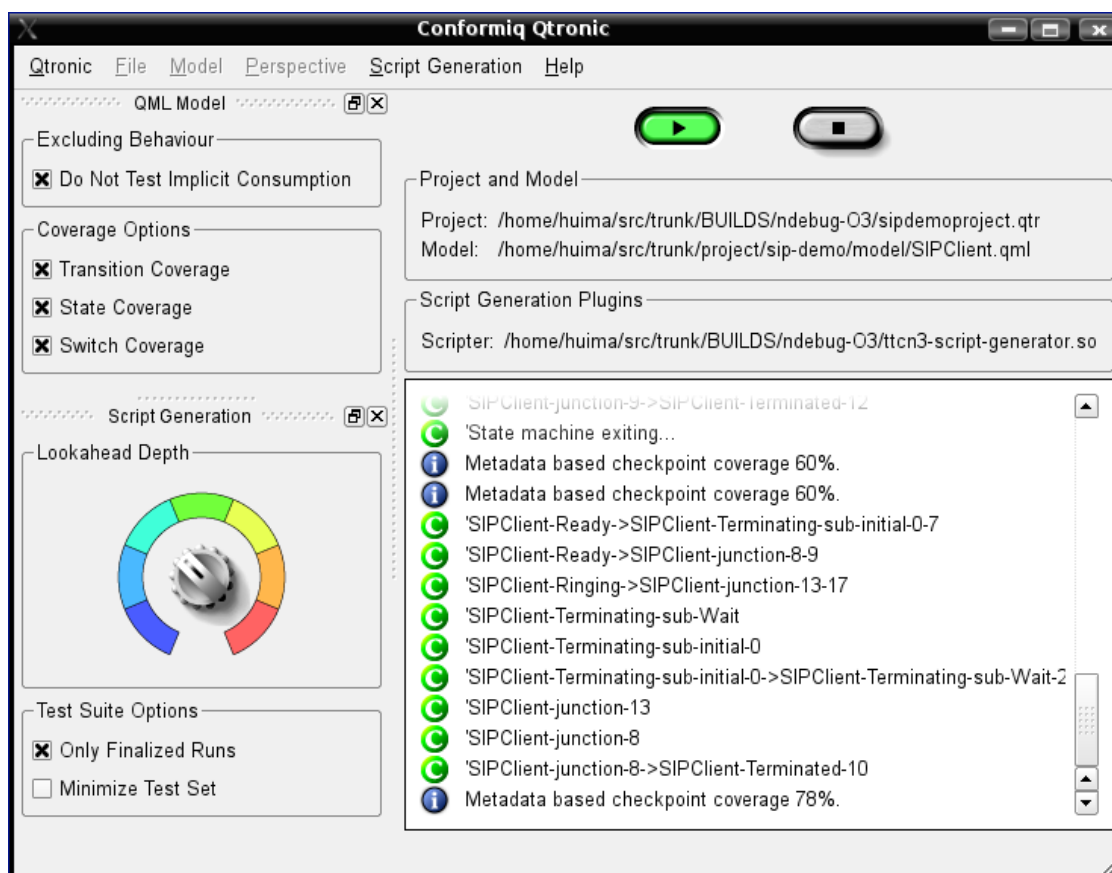 Conformiq Qtronic
Qtronic File Model Perspective Script Generation Help
QML Model
Excluding Behaviour
Do Not Test Implicit Consumption
Coverage Options
Transition Coverage
State Coverage
Switch Coverage
Script Generation
Lookahead Depth
Test Suite Options
Only Finalized Runs
Minimize Test Set
Project and Model
Project: /home/huima/src/trunk/BUILDS/ndebug-O3/sipdemoproject.qtr
Model: /home/huima/src/trunk/project/sip-demo/model/SIPClient.qml
Script Generation Plugins
Scripter: /home/huima/src/trunk/BUILDS/ndebug-O3/ttcn3-script-generator.so
'SIPClient-junction-9->SIPClient-Terminated-12
'State machine exiting...
Metadata based checkpoint coverage 60%.
Metadata based checkpoint coverage 60%.
'SIPClient-Ready->SIPClient-Terminating-sub-initial-0-7
'SIPClient-Ready->SIPClient-junction-8-9
'SIPClient-Ringing->SIPClient-junction-13-17
'SIPClient-Terminating-sub-Wait
'SIPClient-Terminating-sub-initial-0
'SIPClient-Terminating-sub-initial-0->SIPClient-Terminating-sub-Wait-2
'SIPClient-junction-13
'SIPClient-junction-8
'SIPClient-junction-8->SIPClient-Terminated-10
Metadata based checkpoint coverage 78%.